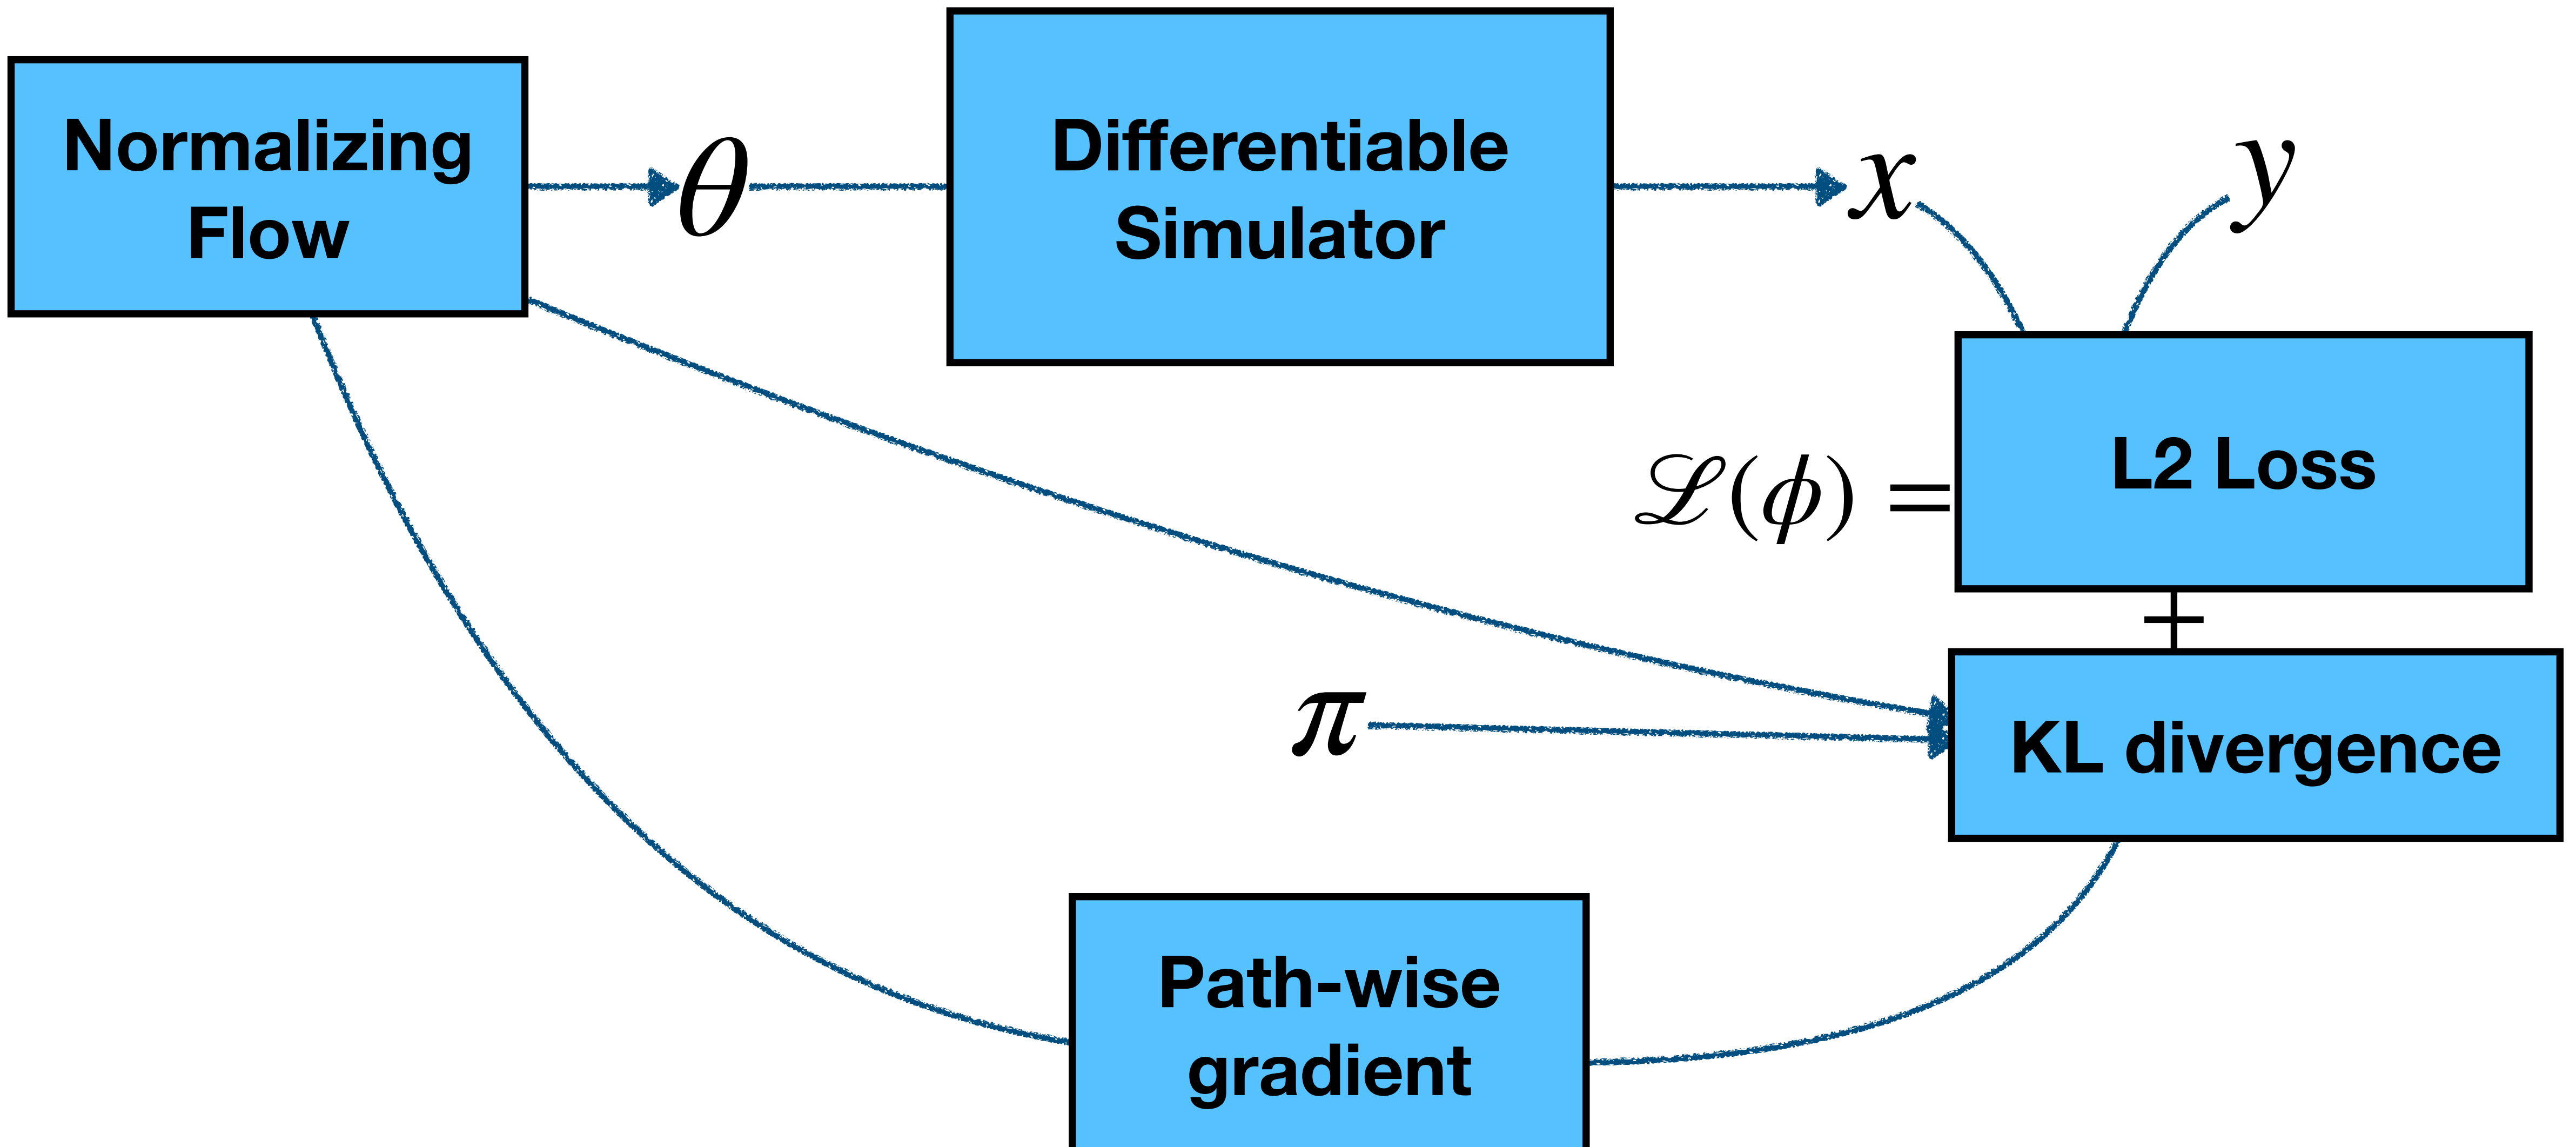 Normalizing
Flow
θ
Differentiable
Simulator
x
y
ℒ(ϕ) =
L2 Loss
+
π
KL divergence
Path-wise
gradient